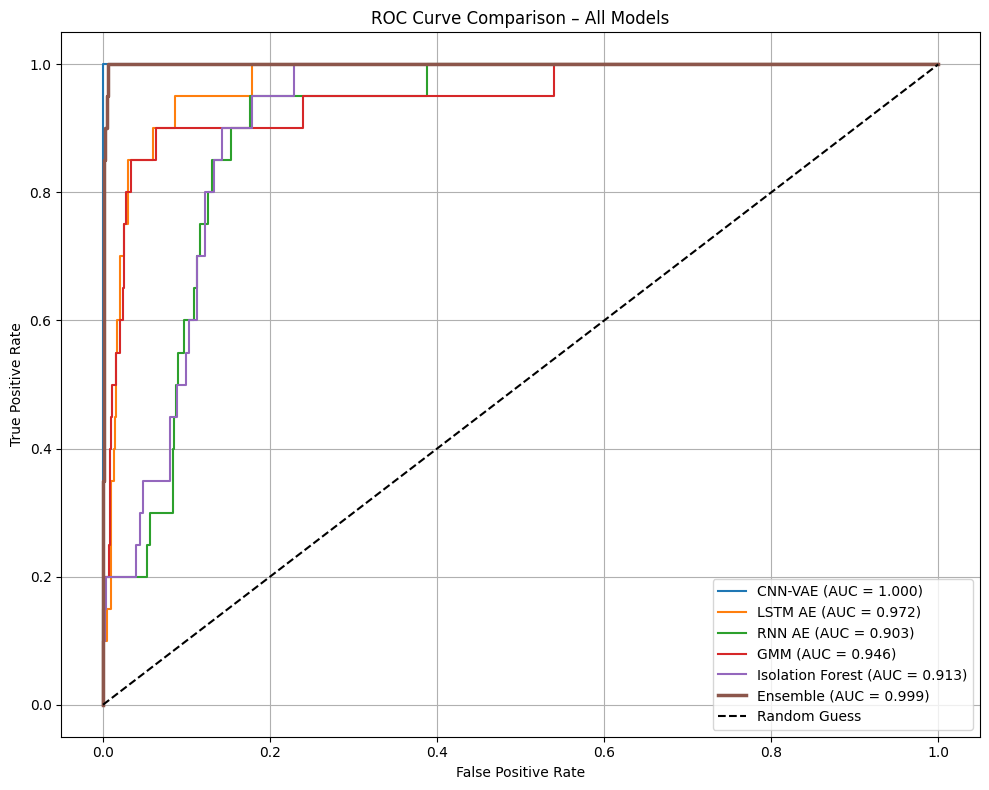 ROC Curve Comparison – All Models
1.0
0.8
0.6
0.4
0.2
0.0
True Positive Rate
0.0
0.2
0.4
0.6
0.8
1.0
False Positive Rate
CNN-VAE (AUC = 1.000)
LSTM AE (AUC = 0.972)
RNN AE (AUC = 0.903)
GMM (AUC = 0.946)
Isolation Forest (AUC = 0.913)
Ensemble (AUC = 0.999)
Random Guess